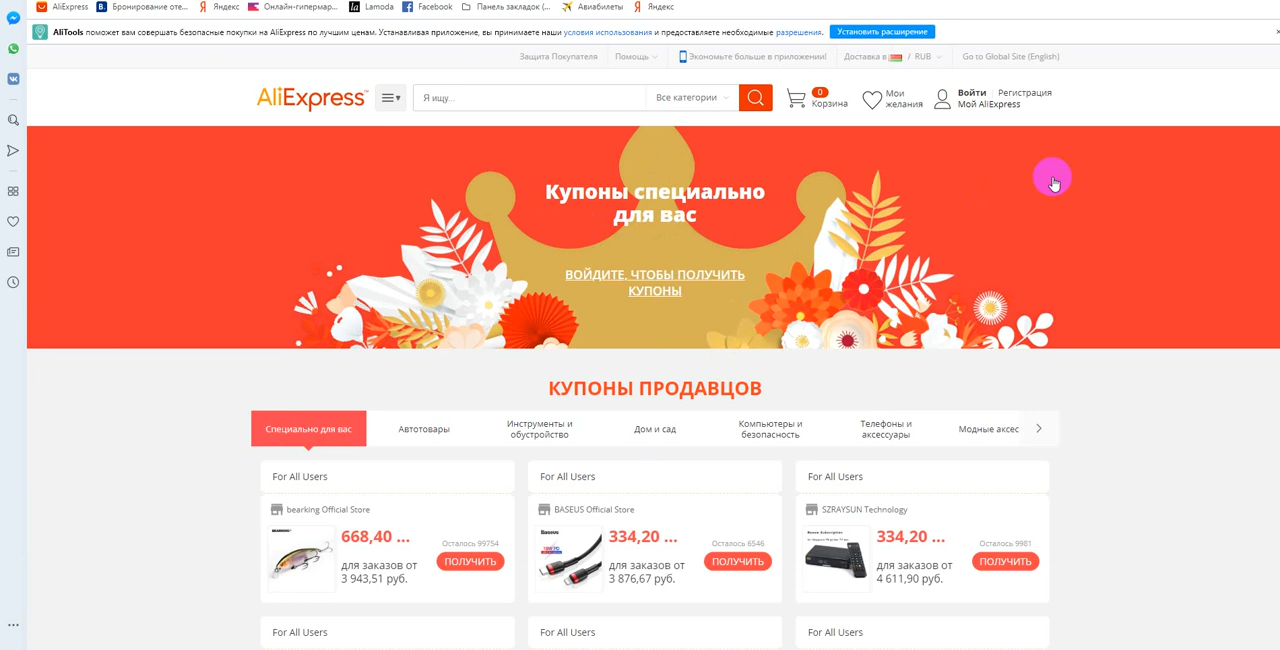 AliExpress Бронирование оте... Яндекс Онлайн-гипермар... Lamoda Facebook Панель закладок (... Авиабилеты Яндекс
AliTools поможет вам совершать безопасные покупки на AliExpress по лучшим ценам. Устанавливая приложение, вы принимаете наши условия использования и предоставляете необходимые разрешения. Установить расширение
Защита Покупателя Помощь Экономьте больше в приложении! Доставка в / RUB Go to Global Site (English)
AliExpress Я ищу... Все категории 0 Корзина Мои желания Войти Регистрация
Мой AliExpress
Купоны специально
для вас
ВОЙДИТЕ, ЧТОБЫ ПОЛУЧИТЬ
КУПОНЫ
КУПОНЫ ПРОДАВЦОВ
Специально для вас Автотовары Инструменты и обустройство Дом и сад Компьютеры и безопасность Телефоны и аксессуары Модные аксес
For All Users For All Users For All Users
bearking Official Store BASEUS Official Store SZRAYSUN Technology
668,40 ... Осталось 99754 334,20 ... Осталось 6546 334,20 ... Осталось 9981
для заказов от ПОЛУЧИТЬ для заказов от ПОЛУЧИТЬ для заказов от ПОЛУЧИТЬ
3 943,51 руб. 3 876,67 руб. 4 611,90 руб.
For All Users For All Users For All Users